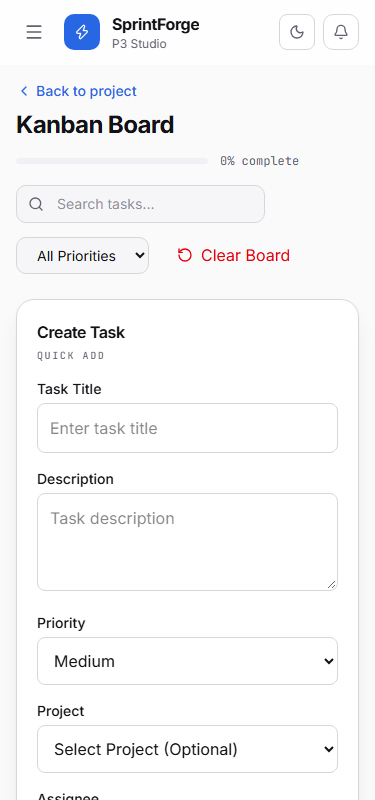 SprintForge
P3 Studio
Back to project
Kanban Board
0% complete
Search tasks...
All Priorities
Clear Board
Create Task
QUICK ADD
Task Title
Enter task title
Description
Task description
Priority
Medium
Project
Select Project (Optional)
Assignee